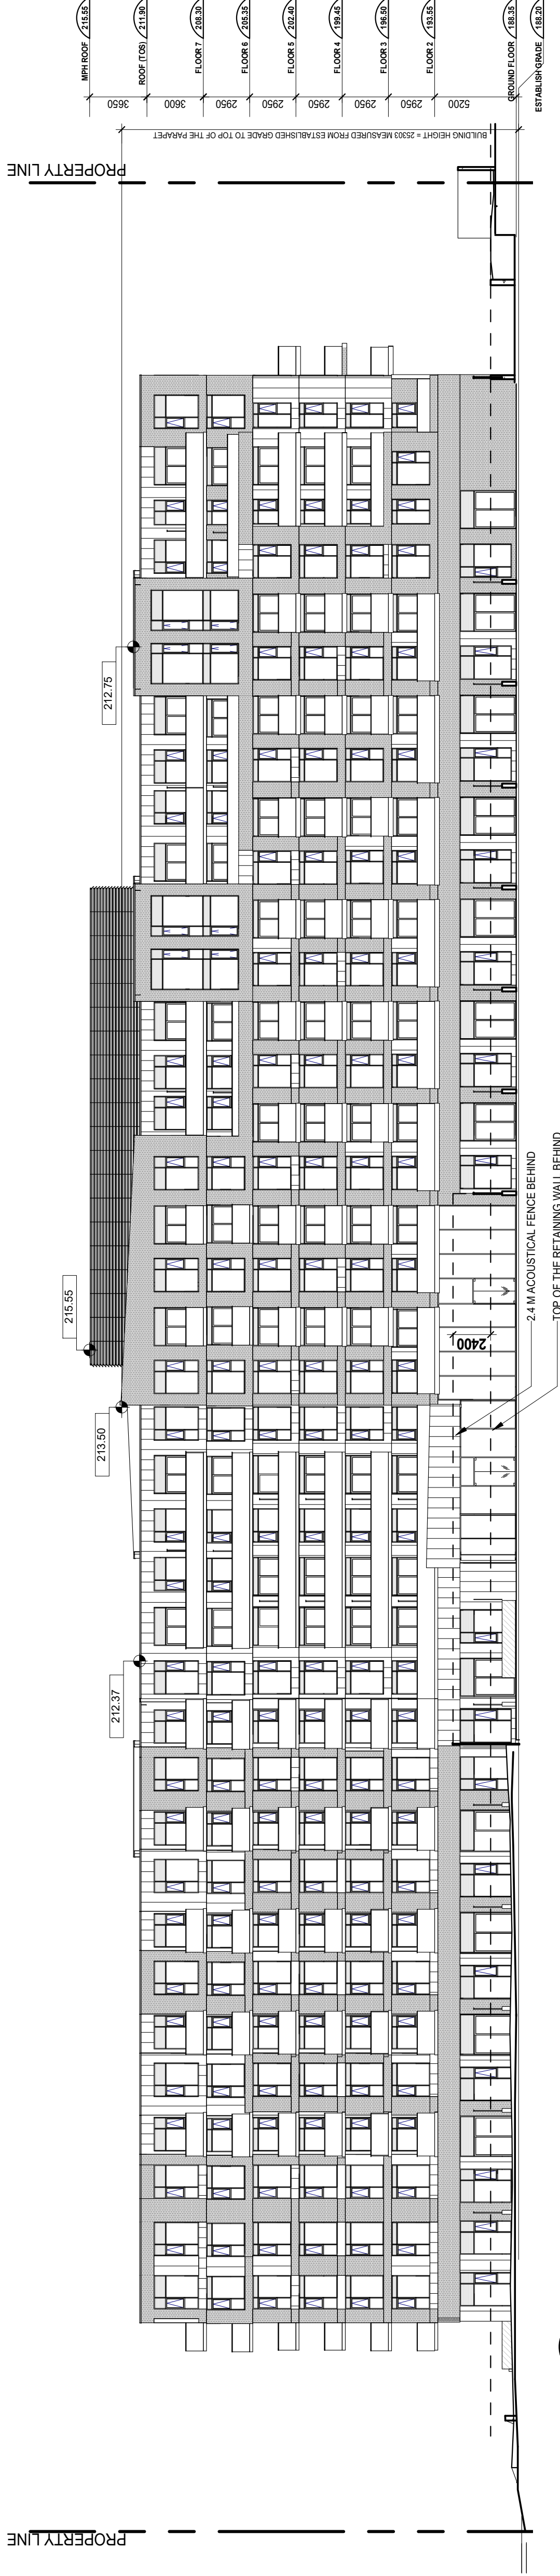 MPH ROOF 215.55
ROOF (TOS) 211.90
FLOOR 7 208.30
FLOOR 6 205.35
FLOOR 5 202.40
FLOOR 4 199.45
FLOOR 3 196.50
FLOOR 2 193.55
GROUND FLOOR 188.35
ESTABLISH GRADE 188.20
3650
3600
2950
2950
2950
2950
2950
5200
BUILDING HEIGHT = 25303 MEASURED FROM ESTABLISHED GRADE TO TOP OF THE PARAPET
PROPERTY LINE
212.75
215.55
213.50
212.37
2400
2.4 M ACOUSTICAL FENCE BEHIND
TOP OF THE RETAINING WALL BEHIND
PROPERTY LINE